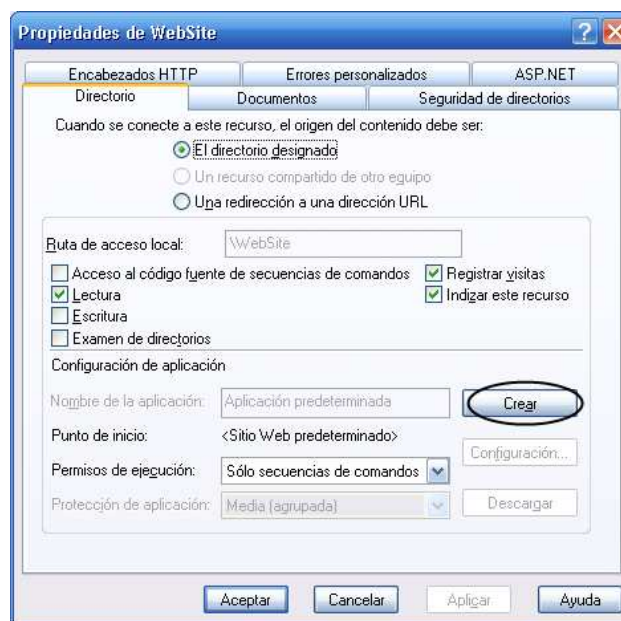 Propiedades de WebSite
Encabezados HTTP Errores personalizados ASP.NET
Directorio Documentos Seguridad de directorios
Cuando se conecte a este recurso, el origen del contenido debe ser:
El directorio designado
Un recurso compartido de otro equipo
Una redirección a una dirección URL
Ruta de acceso local: \WebSite
Acceso al código fuente de secuencias de comandos Registrar visitas
Lectura Indizar este recurso
Escritura
Examen de directorios
Configuración de aplicación
Nombre de la aplicación: Aplicación predeterminada Crear
Punto de inicio: <Sitio Web predeterminado>
Configuración...
Permisos de ejecución: Sólo secuencias de comandos
Protección de aplicación: Media (agrupada) Descargar
Aceptar Cancelar Aplicar Ayuda